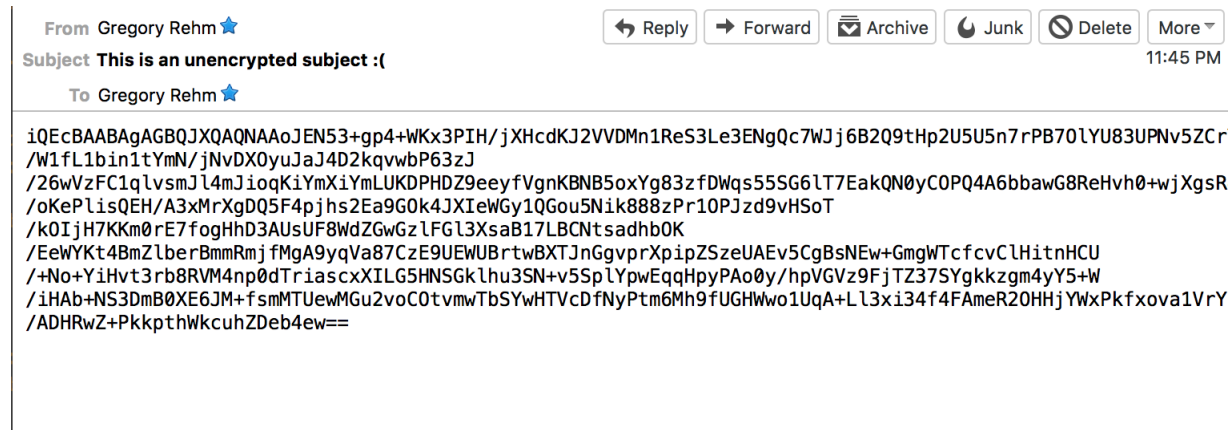 From Gregory Rehm
Reply Forward Archive Junk Delete More
Subject This is an unencrypted subject :(
11:45 PM
To Gregory Rehm
iQEcBAABAgAGBQJXQAQNAAoJEN53+gp4+WKx3PIH/jXHcdKJ2VVDMn1ReS3Le3ENgQc7WJj6B2Q9tHp2U5U5n7rPB7OlYU83UPNv5ZCr
/W1fL1bin1tYmN/jNvDXOyuJaJ4D2kqvwbP63zJ
/26wVzFC1qlvsmJl4mJioqKiYmXiYmLUKDPHDZ9eeyfVgnKBNB5oxYg83zfDWqs55SG6lT7EakQN0yCOPQ4A6bbawG8ReHvh0+wjXgsR
/oKePlisQEH/A3xMrXgDQ5F4pjhs2Ea9GOk4JXIeWGy1QGou5Nik888zPr1OPJzd9vHSoT
/kOIjH7KKm0rE7fogHhD3AUsUF8WdZGwGzlFGl3XsaB17LBCNtsadhbOK
/EeWYKt4BmZlberBmmRmjfMgA9yqVa87CzE9UEWUBrtwBXTJnGgvprXpipZSzeUAEv5CgBsNEw+GmgWTcfcvClHitnHCU
/+No+YiHvt3rb8RVM4np0dTriascxXILG5HNSGklhu3SN+v5SplYpwEqqHpyPAo0y/hpVGVz9FjTZ37SYgkkzgm4yY5+W
/iHAb+NS3DmB0XE6JM+fsmMTUewMGu2voCOtvmwTbSYwHTVcDfNyPtm6Mh9fUGHWwo1UqA+Ll3xi34f4FAmeR2OHHjYWxPkfxova1VrY
/ADHRwZ+PkkpthWkcuhZDeb4ew==